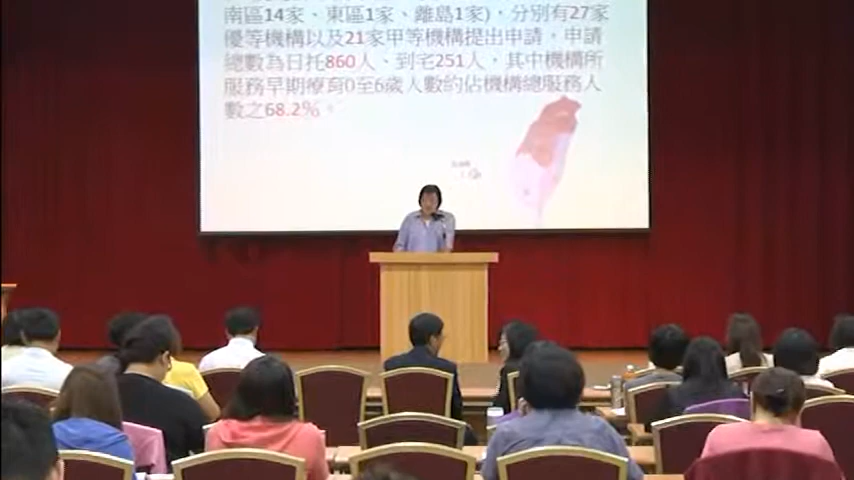 南區14家、東區1家、離島1家)，分別有27家
優等機構以及21家甲等機構提出申請，申請
總數為日托860人、到宅251人，其中機構所
服務早期療育0至6歲人數約佔機構總服務人
數之68.2%。